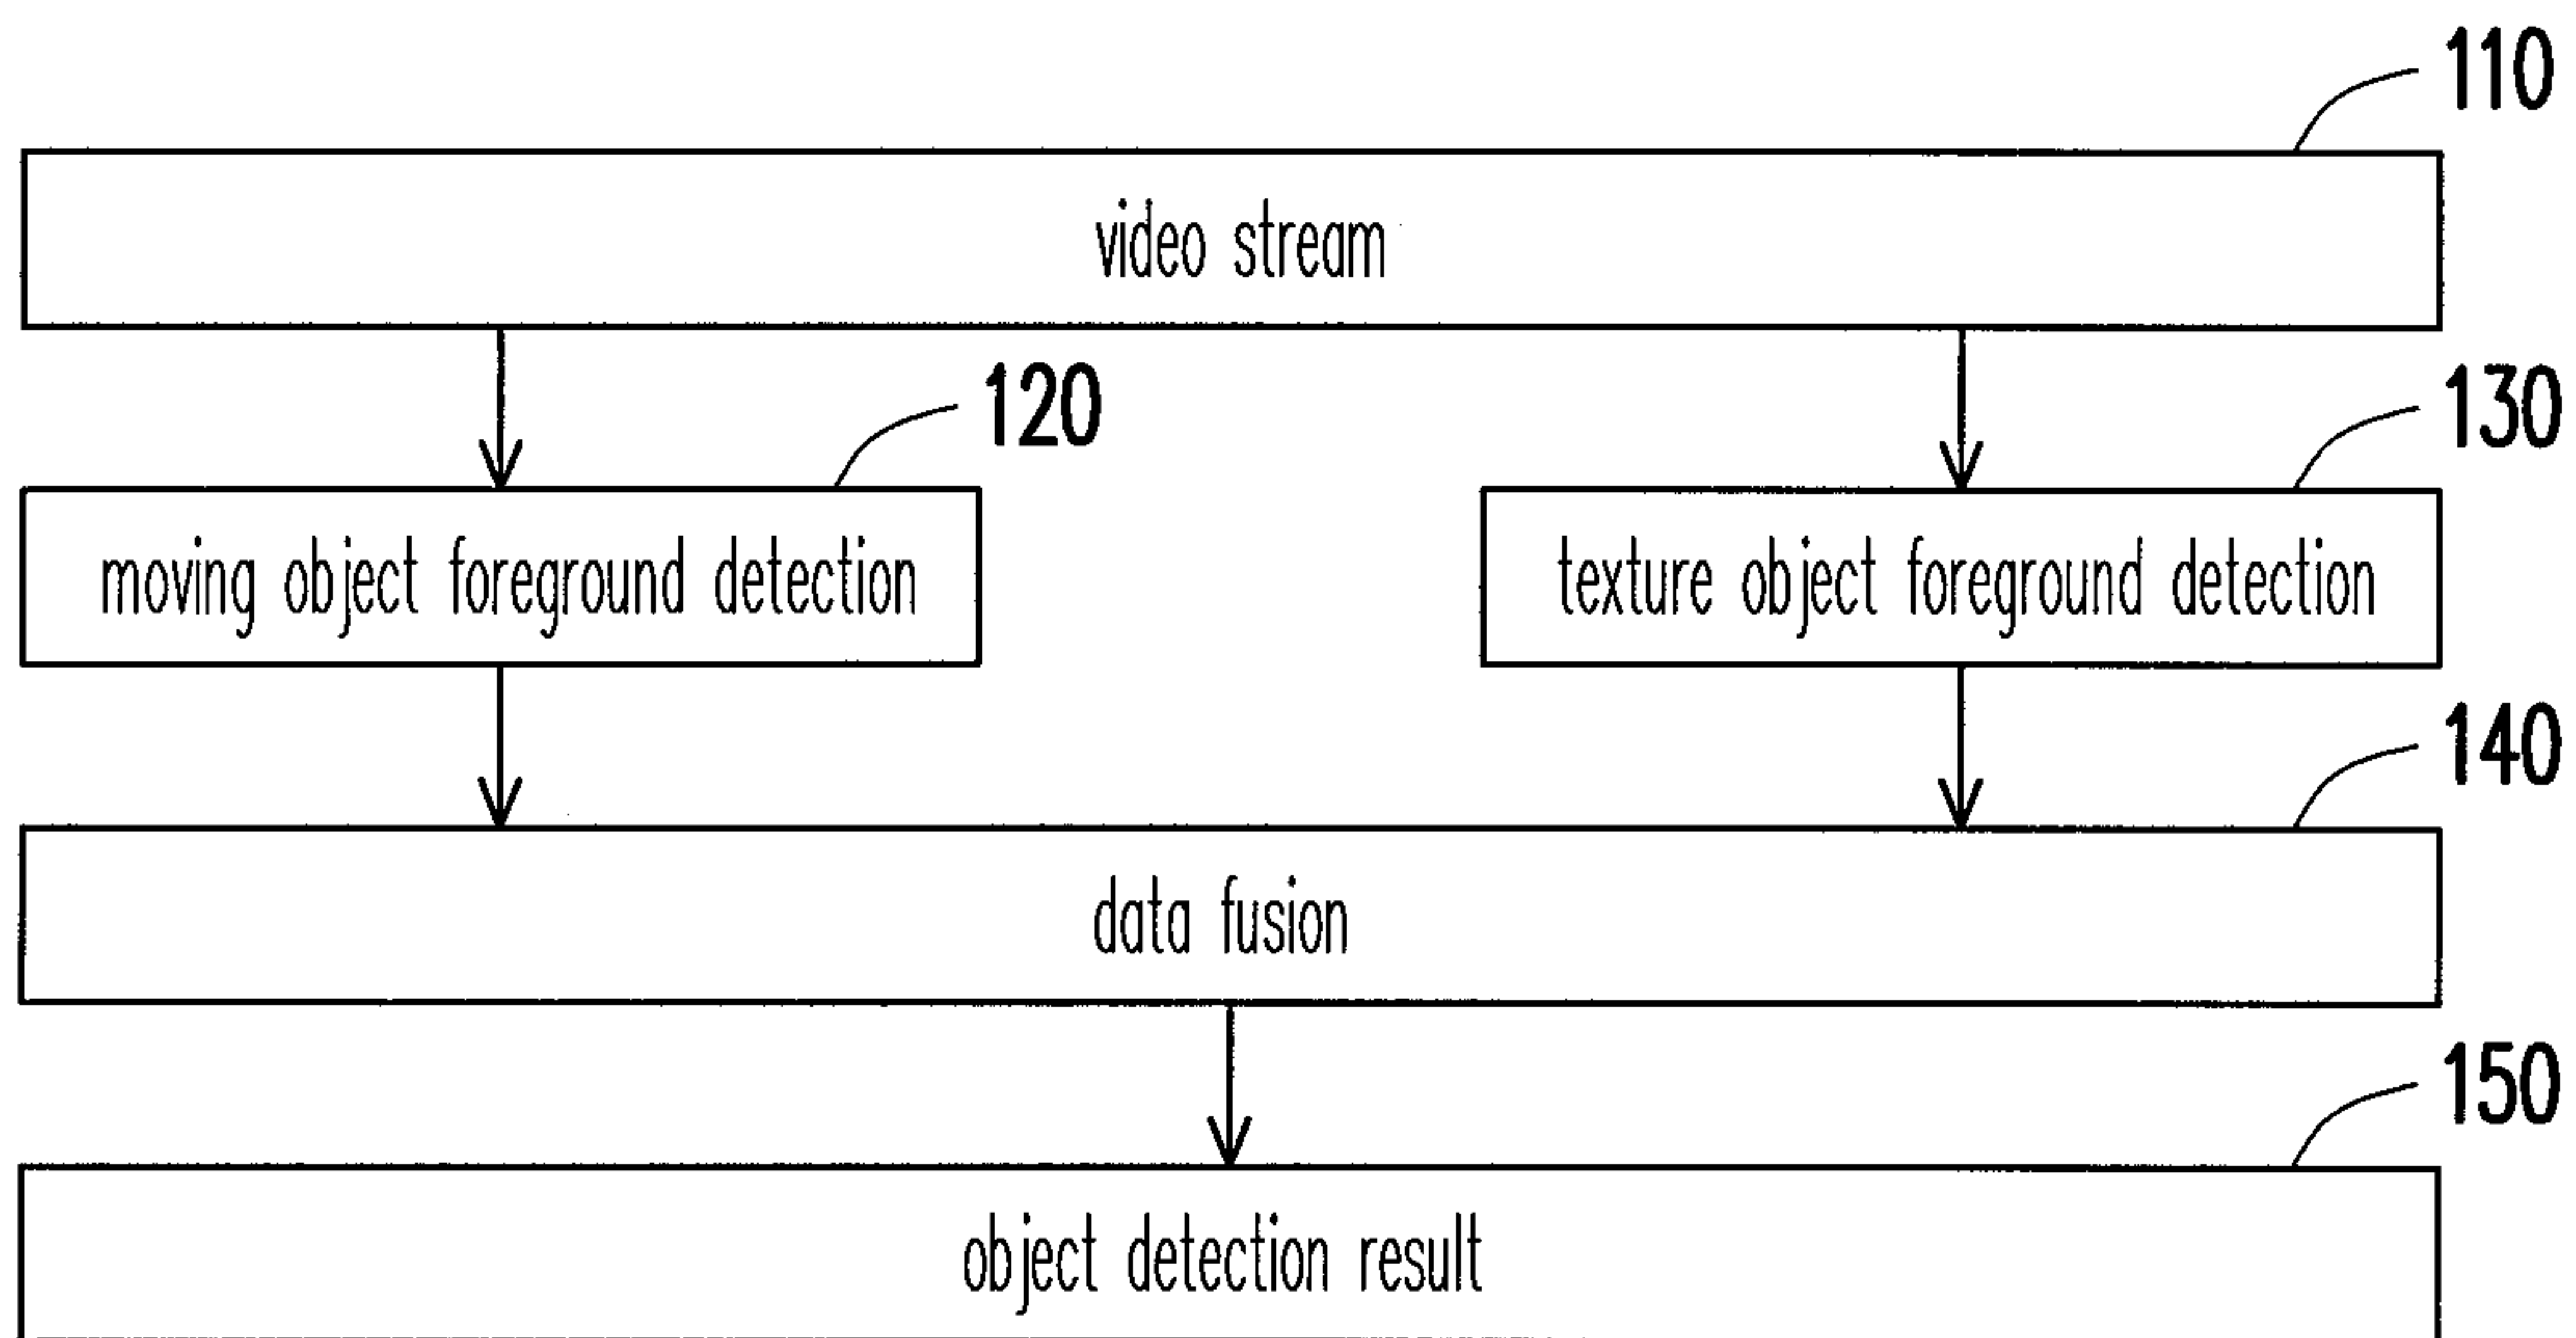 110
video stream
120
130
moving object foreground detection
texture object foreground detection
140
data fusion
150
object detection result